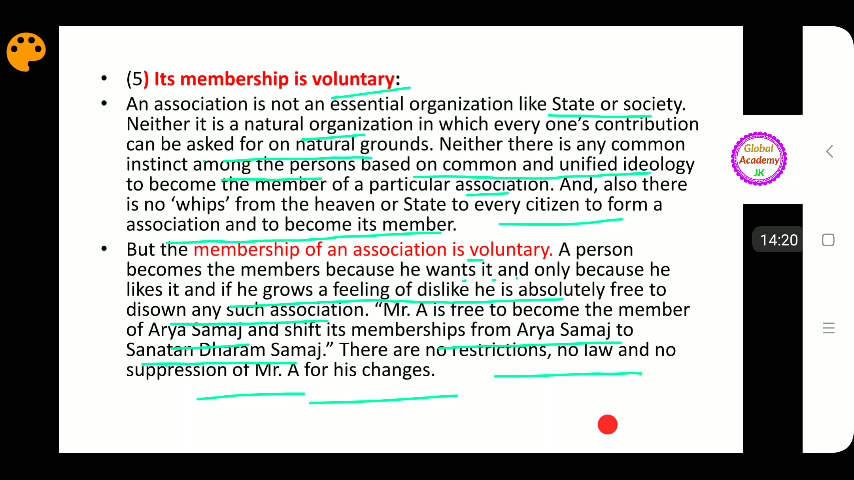 (5) Its membership is voluntary:
An association is not an essential organization like State or society.
Neither it is a natural organization in which every one's contribution
can be asked for on natural grounds. Neither there is any common
instinct among the persons based on common and unified ideology
to become the member of a particular association. And, also there
is no 'whips' from the heaven or State to every citizen to form a
association and to become its member.
But the membership of an association is voluntary. A person
becomes the members because he wants it and only because he
likes it and if he grows a feeling of dislike he is absolutely free to
disown any such association. “Mr. A is free to become the member
of Arya Samaj and shift its memberships from Arya Samaj to
Sanatan Dharam Samaj.” There are no restrictions, no law and no
suppression of Mr. A for his changes.
Global
Academy
JK
14:20